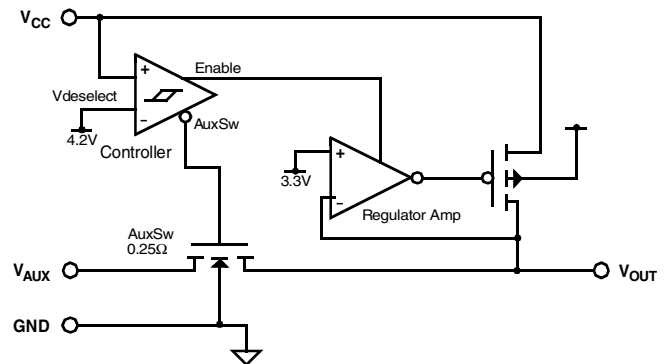 VCC
+
Enable
Vdeselect
–
AuxSw
4.2V
Controller
+
3.3V
–
Regulator Amp
AuxSw
0.25Ω
VAUX
VOUT
GND